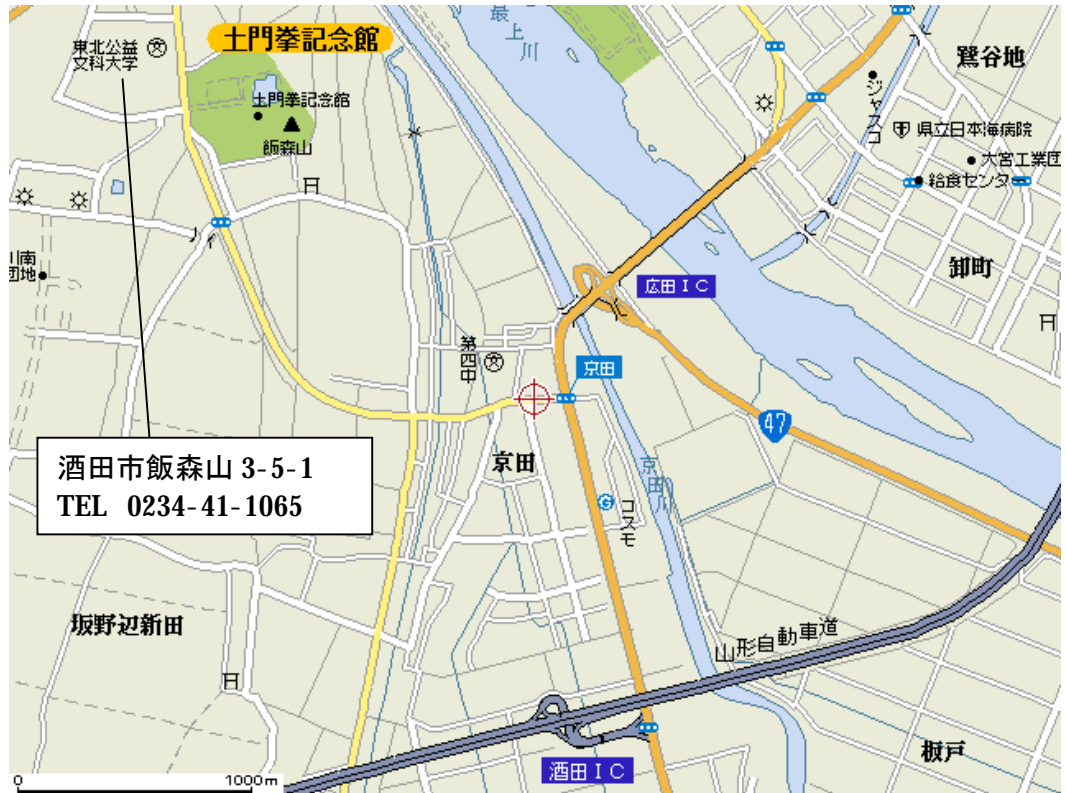 最
上
川
土門拳記念館
東北公益
文科大学
鷺谷地
ジャスコ
土門拳記念館
飯森山
県立日本海病院
大宮工業団
給食センター
川南
団地
広田ＩＣ
卸町
第四中
京田
47
酒田市飯森山 3-5-1
TEL 0234-41-1065
京田
京田川
コスモ
坂野辺新田
山形自動車道
板戸
酒田ＩＣ
0 1000m